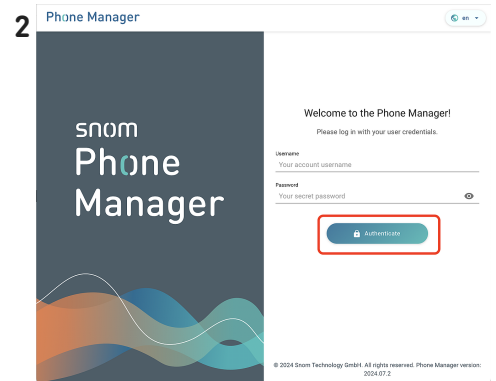 2
Phone Manager
en
snom
Phone
Manager
Welcome to the Phone Manager!
Please log in with your user credentials.
Username
Your account username
Password
Your secret password
Authenticate
© 2024 Snom Technology GmbH. All rights reserved. Phone Manager version:
2024.07.2